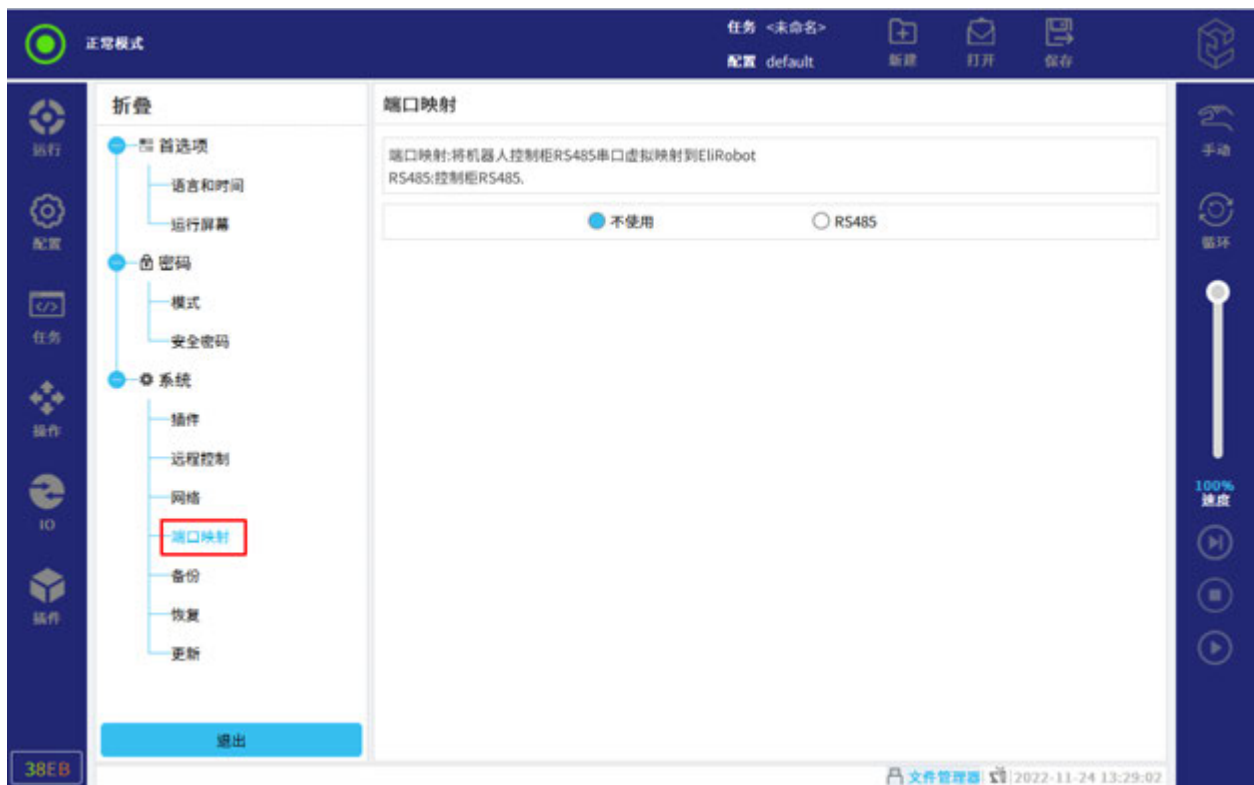 正常模式
任务 <未命名>
配置 default
新建
打开
保存
运行
配置
任务
操作
IO
插件
38EB
折叠
首选项
语言和时间
运行屏幕
密码
模式
安全密码
系统
插件
远程控制
网络
端口映射
备份
恢复
更新
退出
端口映射
端口映射:将机器人控制柜RS485串口虚拟映射到EliRobot
RS485:控制柜RS485.
不使用
RS485
手动
循环
100%
速度
文件管理器
2022-11-24 13:29:02